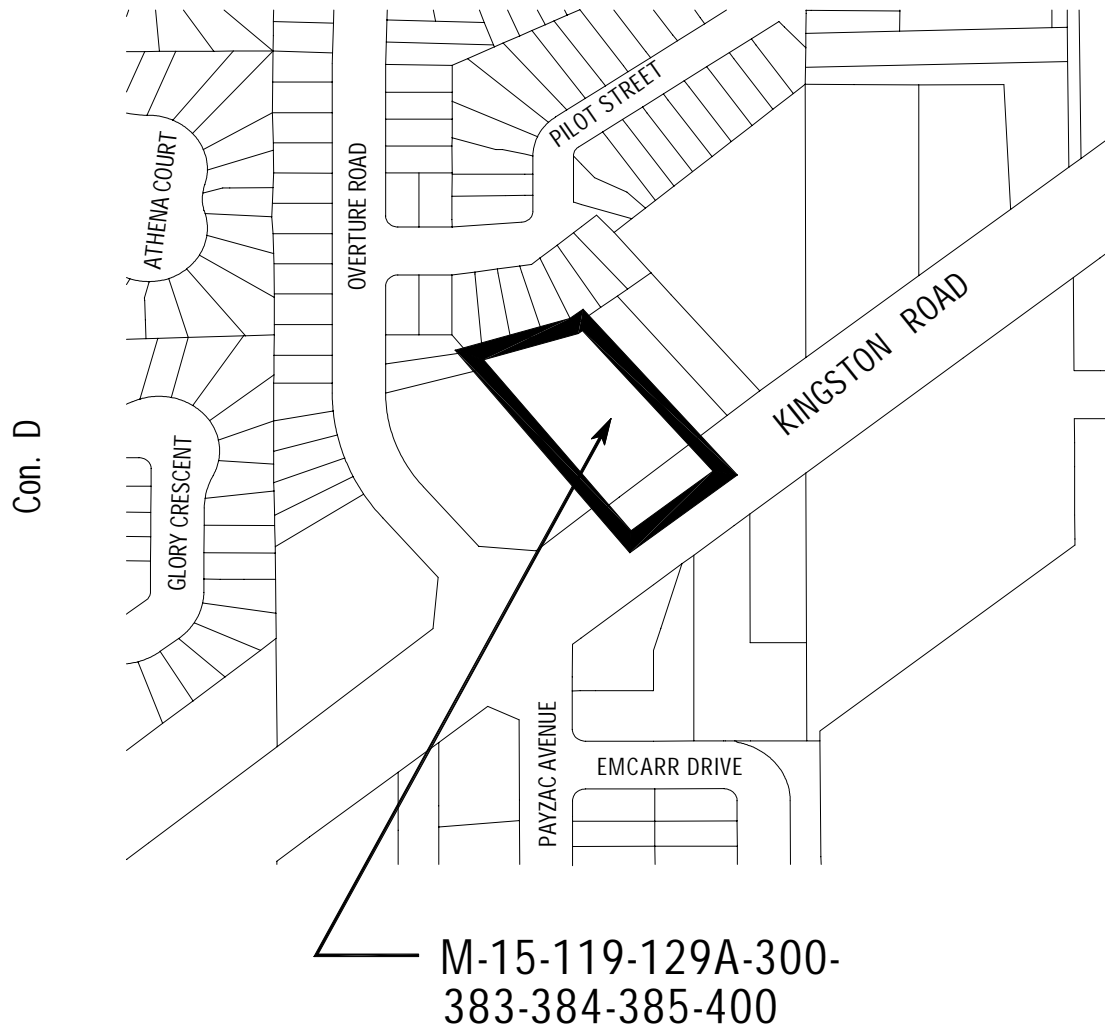 PILOT STREET
ATHENA COURT
OVERTURE ROAD
KINGSTON ROAD
Con. D
GLORY CRESCENT
PAYZAC AVENUE
EMCARR DRIVE
M-15-119-129A-300-
383-384-385-400